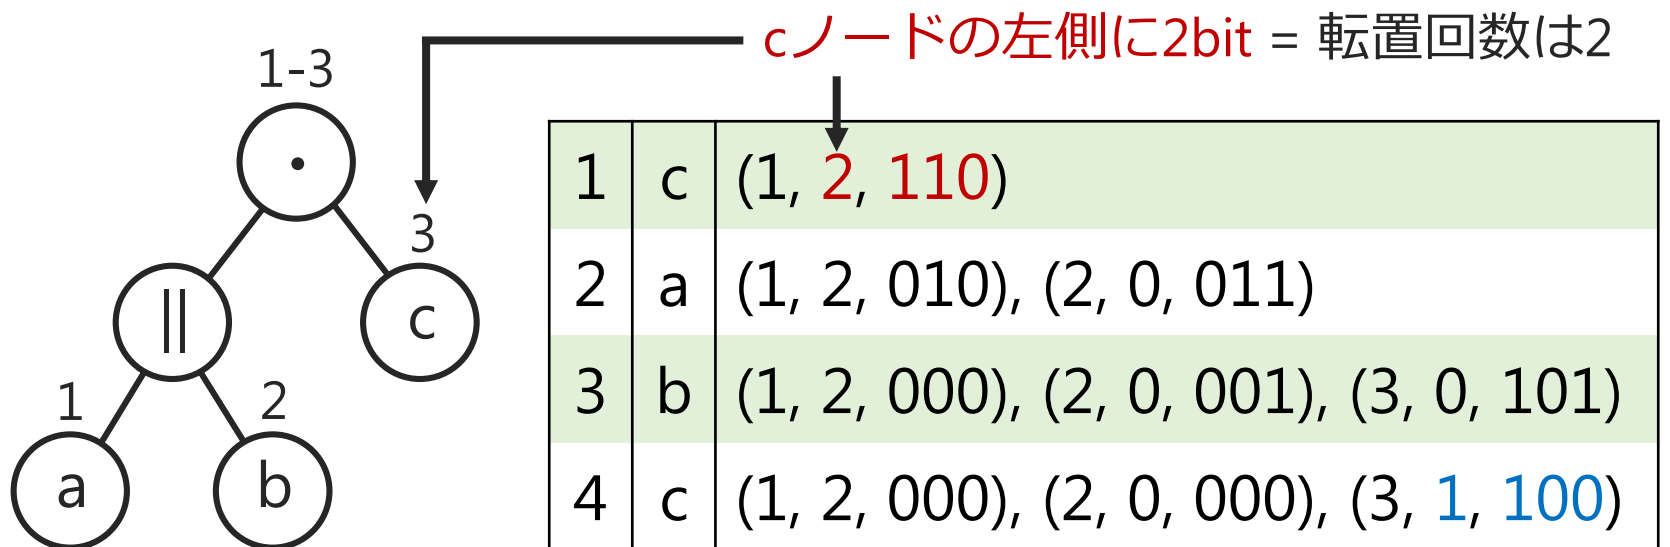 cノードの左側に2bit = 転置回数は2
1-3
・
3
||
c
1
2
a
b
1 c (1, 2, 110)
2 a (1, 2, 010), (2, 0, 011)
3 b (1, 2, 000), (2, 0, 001), (3, 0, 101)
4 c (1, 2, 000), (2, 0, 000), (3, 1, 100)